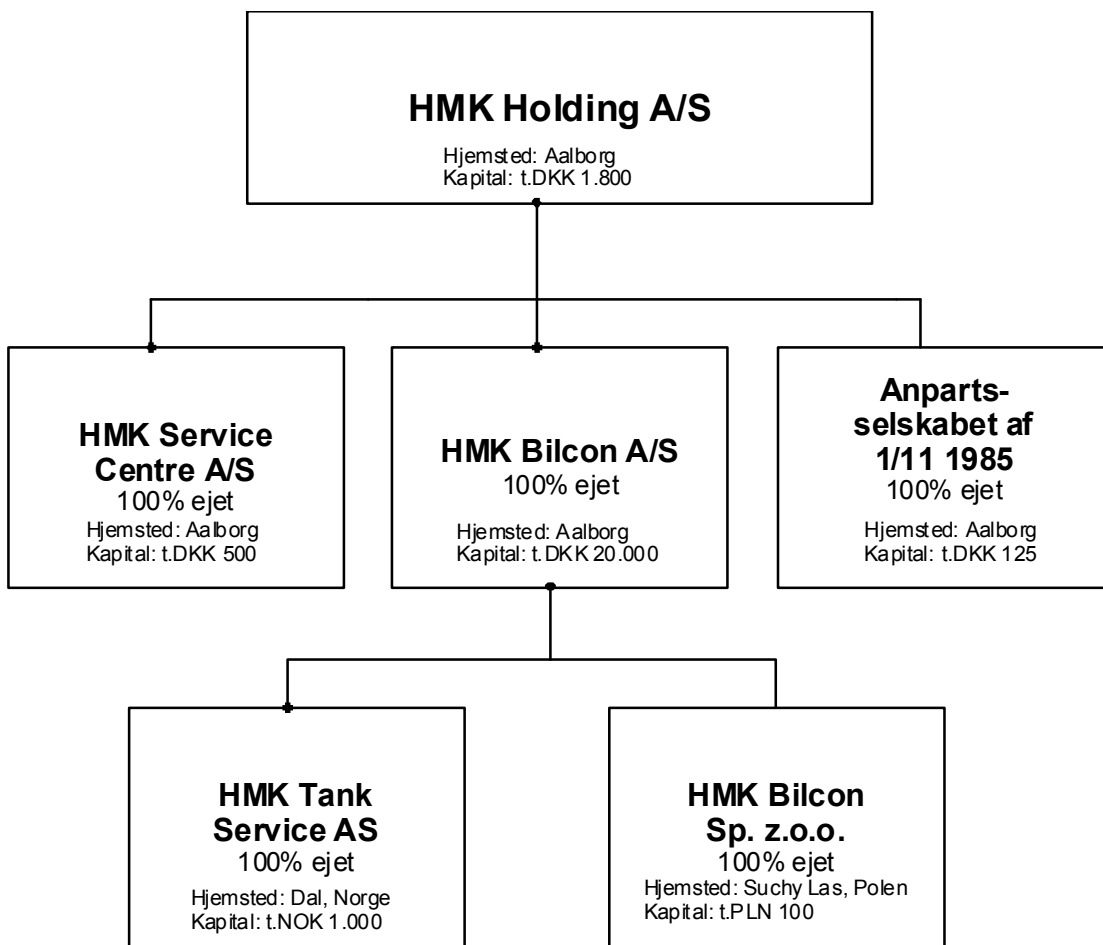 HMK Holding A/S
Hjemsted: Aalborg
Kapital: t.DKK 1.800
HMK Service
Centre A/S
100% ejet
Hjemsted: Aalborg
Kapital: t.DKK 500
HMK Bilcon A/S
100% ejet
Hjemsted: Aalborg
Kapital: t.DKK 20.000
Anparts-
selskabet af
1/11 1985
100% ejet
Hjemsted: Aalborg
Kapital: t.DKK 125
HMK Tank
Service AS
100% ejet
Hjemsted: Dal, Norge
Kapital: t.NOK 1.000
HMK Bilcon
Sp. z.o.o.
100% ejet
Hjemsted: Suchy Las, Polen
Kapital: t.PLN 100